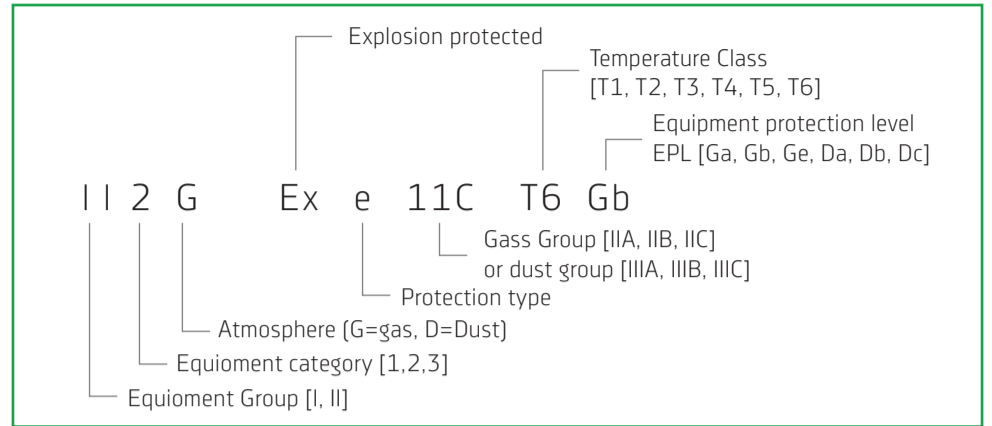 Explosion protected
Temperature Class
[T1, T2, T3, T4, T5, T6]
Equipment protection level
EPL [Ga, Gb, Ge, Da, Db, Dc]
II 2 G Ex e 11C T6 Gb
Gass Group [IIA, IIB, IIC]
or dust group [IIIA, IIIB, IIIC]
Protection type
Atmosphere (G=gas, D=Dust)
Equioment category [1,2,3]
Equioment Group [I, II]